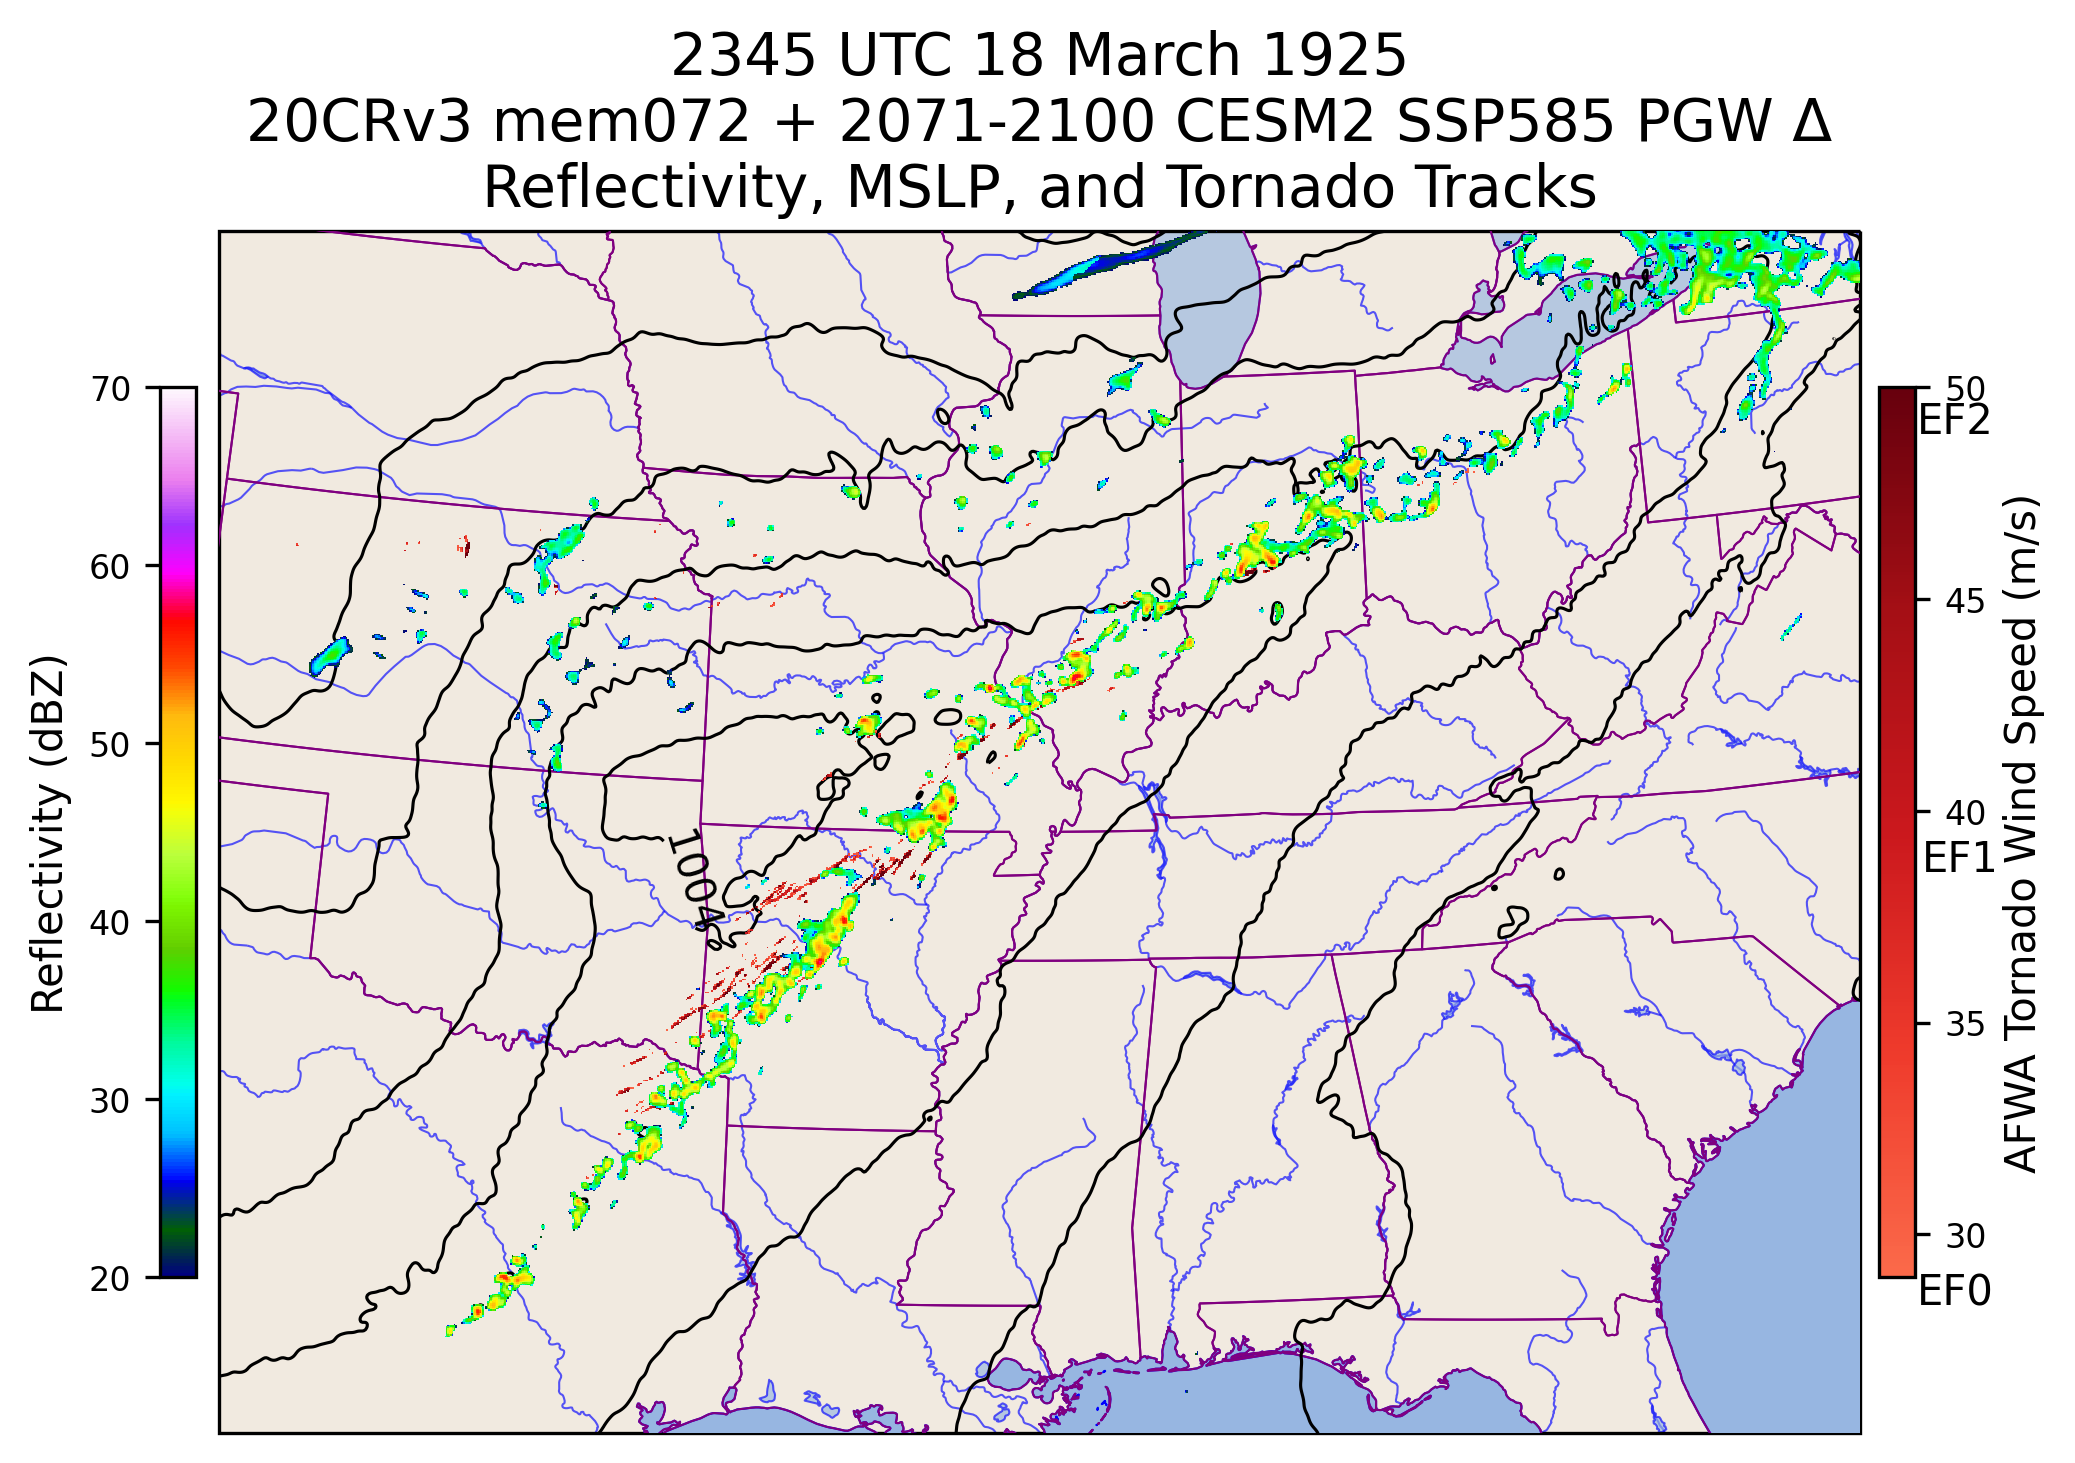 2345 UTC 18 March 1925
20CRv3 mem072 + 2071-2100 CESM2 SSP585 PGW Δ
Reflectivity, MSLP, and Tornado Tracks
70
60
50
40
30
20
Reflectivity (dBZ)
1004
50
EF2
45
40
EF1
35
30
EF0
AFWA Tornado Wind Speed (m/s)